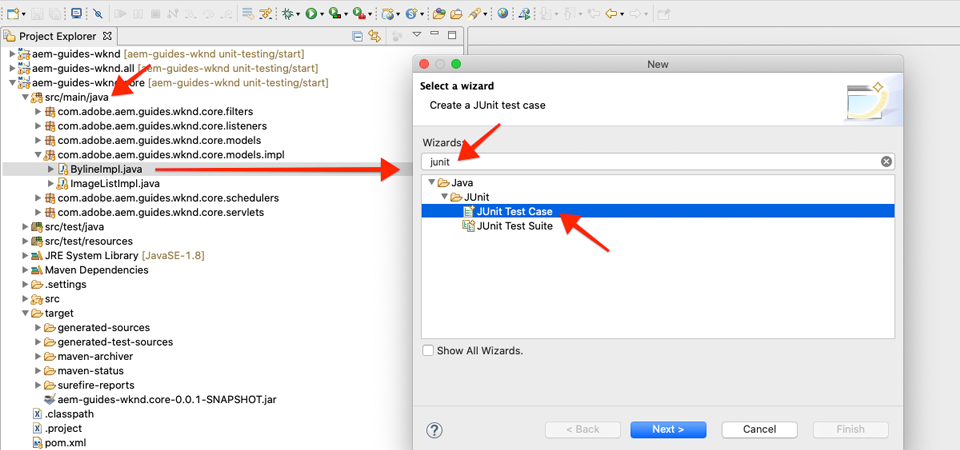 Project Explorer
aem-guides-wknd [aem-guides-wknd unit-testing/start]
aem-guides-wknd.all [aem-guides-wknd unit-testing/start]
aem-guides-wknd.core [aem-guides-wknd unit-testing/start]
src/main/java
com.adobe.aem.guides.wknd.core.filters
com.adobe.aem.guides.wknd.core.listeners
com.adobe.aem.guides.wknd.core.models
com.adobe.aem.guides.wknd.core.models.impl
BylineImpl.java
ImageListImpl.java
com.adobe.aem.guides.wknd.core.schedulers
com.adobe.aem.guides.wknd.core.servlets
src/test/java
src/test/resources
JRE System Library [JavaSE-1.8]
Maven Dependencies
.settings
src
target
generated-sources
generated-test-sources
maven-archiver
maven-status
surefire-reports
aem-guides-wknd.core-0.0.1-SNAPSHOT.jar
.classpath
.project
pom.xml
New
Select a wizard
Create a JUnit test case
Wizards:
junit
Java
JUnit
JUnit Test Case
JUnit Test Suite
Show All Wizards.
?
< Back
Next >
Cancel
Finish